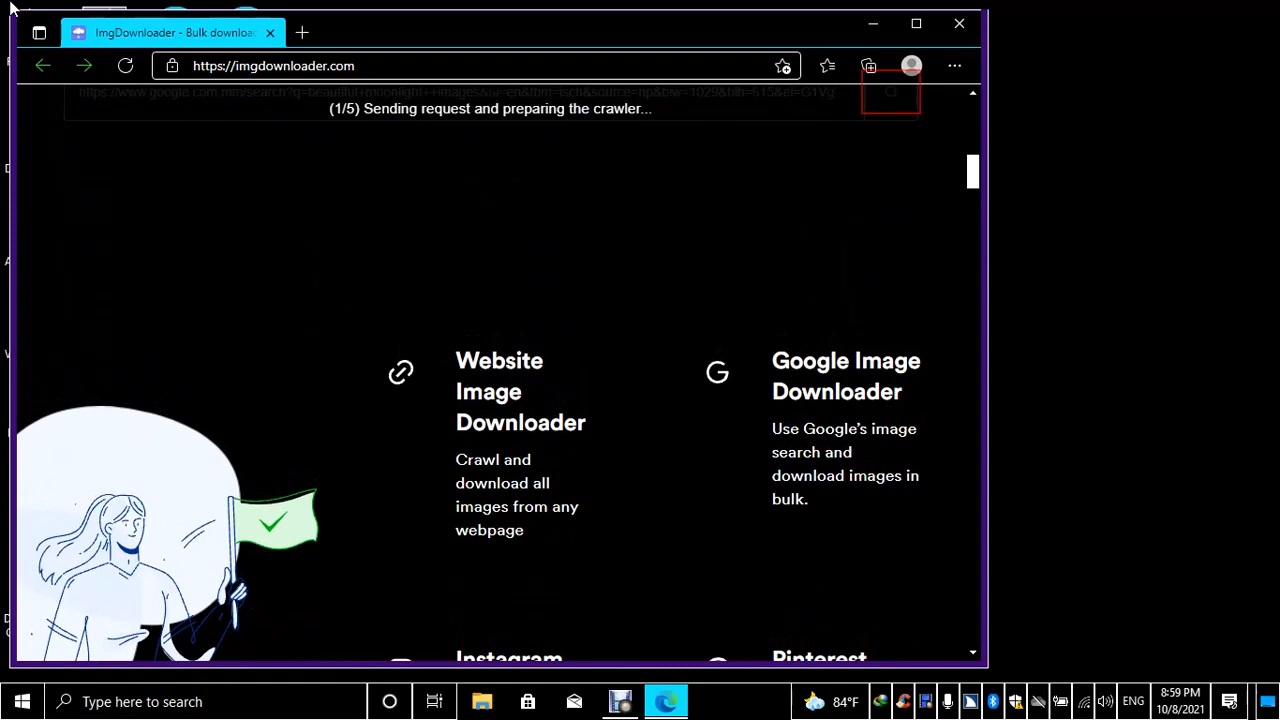 ImgDownloader - Bulk downloa
https://imgdownloader.com
(1/5) Sending request and preparing the crawler...
Website
Image
Downloader
Crawl and
download all
images from any
webpage
Google Image
Downloader
Use Google's image
search and
download images in
bulk.
Instagram
Pinterest
Type here to search
84°F
ENG
8:59 PM
10/8/2021